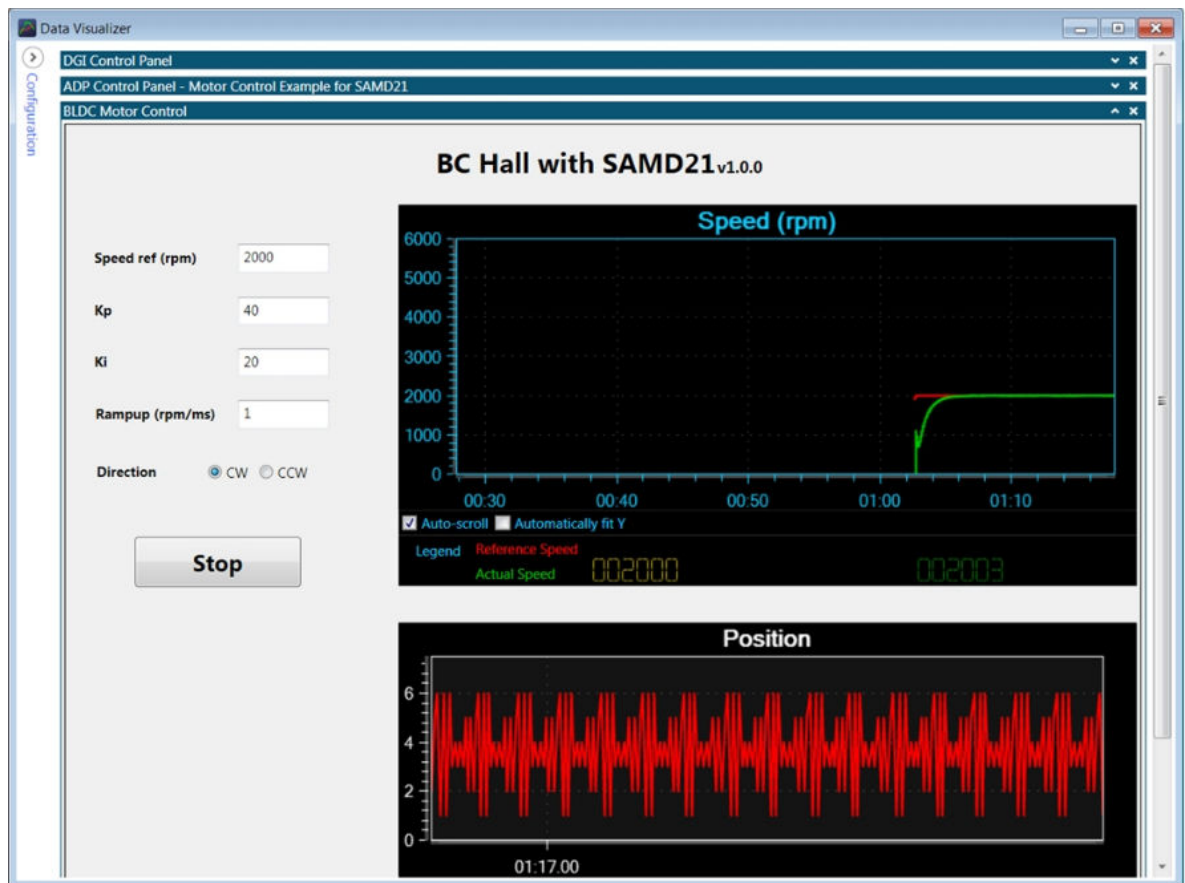 Data Visualizer
Configuration
DGI Control Panel
ADP Control Panel - Motor Control Example for SAMD21
BLDC Motor Control
BC Hall with SAMD21 v1.0.0
Speed ref (rpm) 2000
Kp 40
Ki 20
Rampup (rpm/ms) 1
Direction CW CCW
Stop
Speed (rpm)
6000
5000
4000
3000
2000
1000
0
00:30 00:40 00:50 01:00 01:10
Auto-scroll Automatically fit Y
Legend Reference Speed
Actual Speed 002000 002003
Position
6
4
2
0
01:17.00